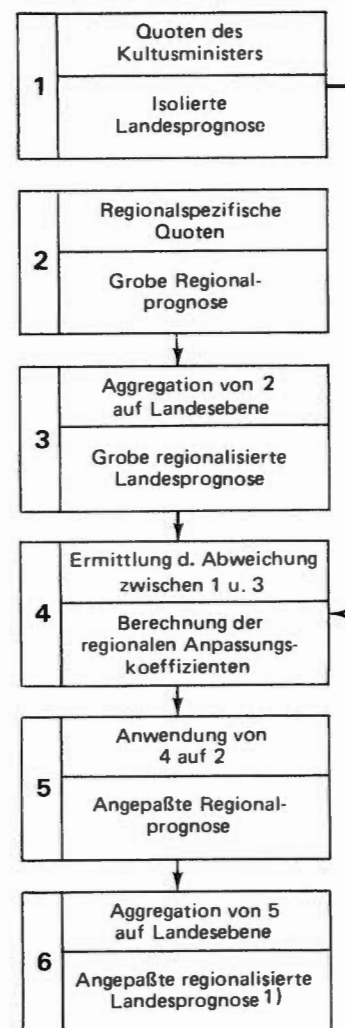 1
Quoten des
Kultusministers
Isolierte
Landesprognose
2
Regionalspezifische
Quoten
Grobe Regional-
prognose
3
Aggregation von 2
auf Landesebene
Grobe regionalisierte
Landesprognose
4
Ermittlung d. Abweichung
zwischen 1 u. 3
Berechnung der
regionalen Anpassungs-
koeffizienten
5
Anwendung von
4 auf 2
Angepaßte Regional-
prognose
6
Aggregation von 5
auf Landesebene
Angepaßte regionalisierte
Landesprognose 1)